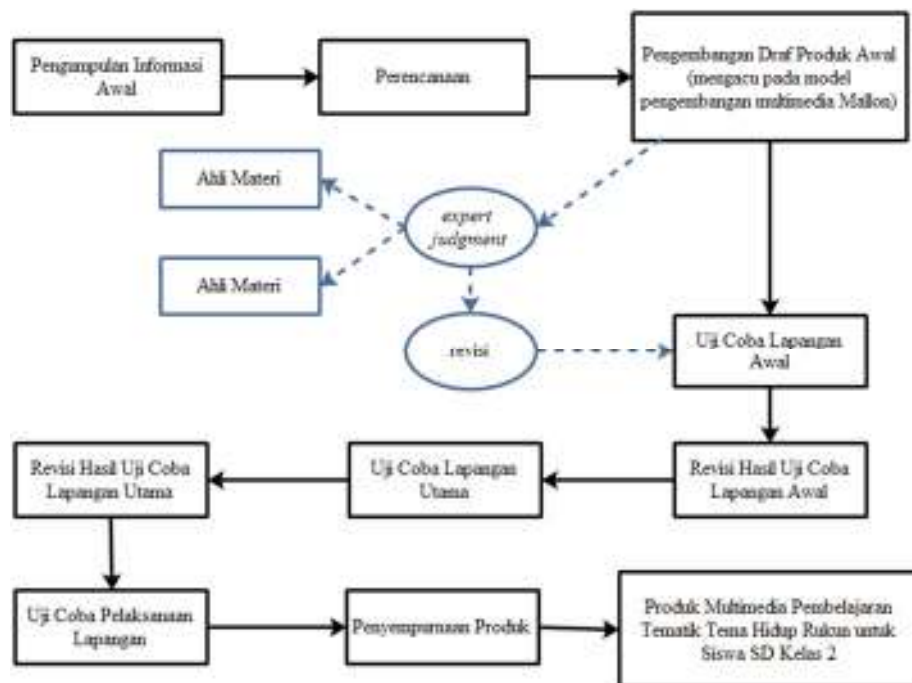 Pengumpulan Informasi
Awal
Perencanaan
Pengembangan Draf Produk Awal
(mengacu pada model
pengembangan multimedia Mallon)
Ahli Materi
expert
judgment
Ahli Materi
revisi
Uji Coba Lapangan
Awal
Revisi Hasil Uji Coba
Lapangan Utama
Uji Coba Lapangan
Utama
Revisi Hasil Uji Coba
Lapangan Awal
Uji Coba Pelaksanaan
Lapangan
Penyempurnaan Produk
Produk Multimedia Pembelajaran
Tematik Tema Hidup Rukun untuk
Siswa SD Kelas 2